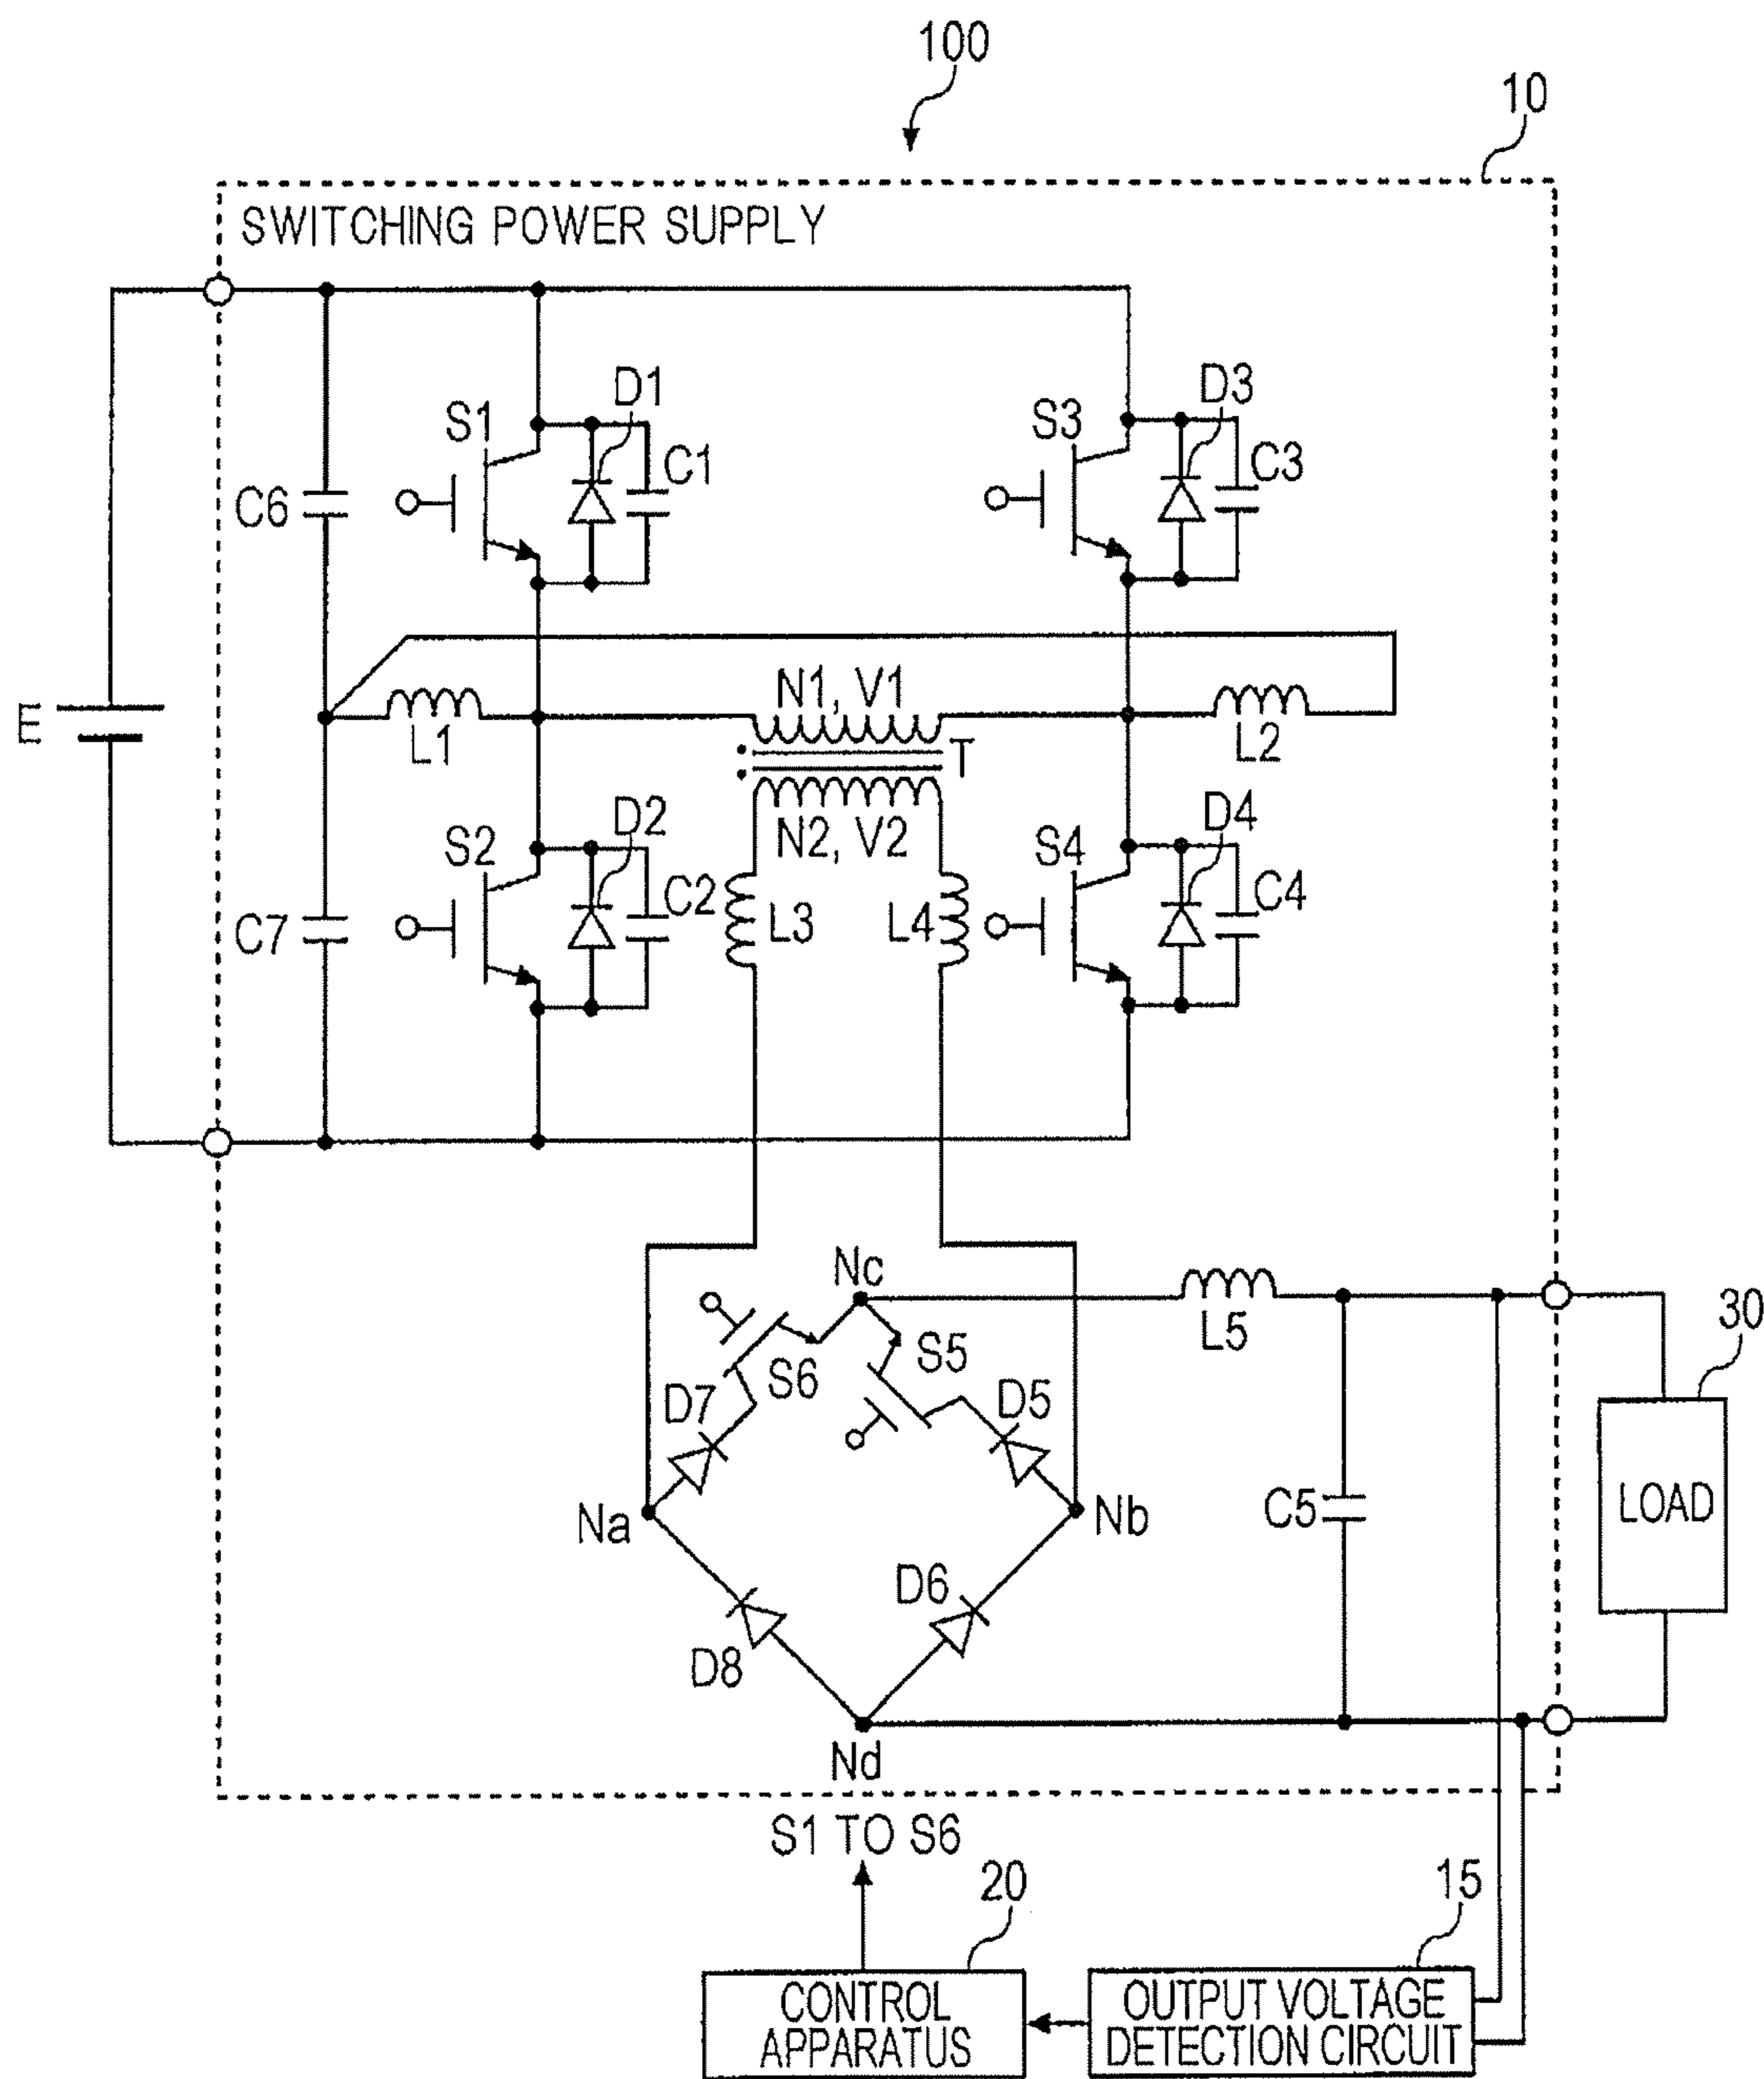 100
10
SWITCHING POWER SUPPLY
D1
D3
S1
S3
C1
C3
C6
N1, V1
E
L1
T
L2
D2
D4
S2
N2, V2
S4
C2
C4
C7
L3
L4
Nc
L5
30
S6
S5
D7
D5
LOAD
Na
Nb
C5
D6
D8
Nd
S1 TO S6
20
15
CONTROL
APPARATUS
OUTPUT VOLTAGE
DETECTION CIRCUIT